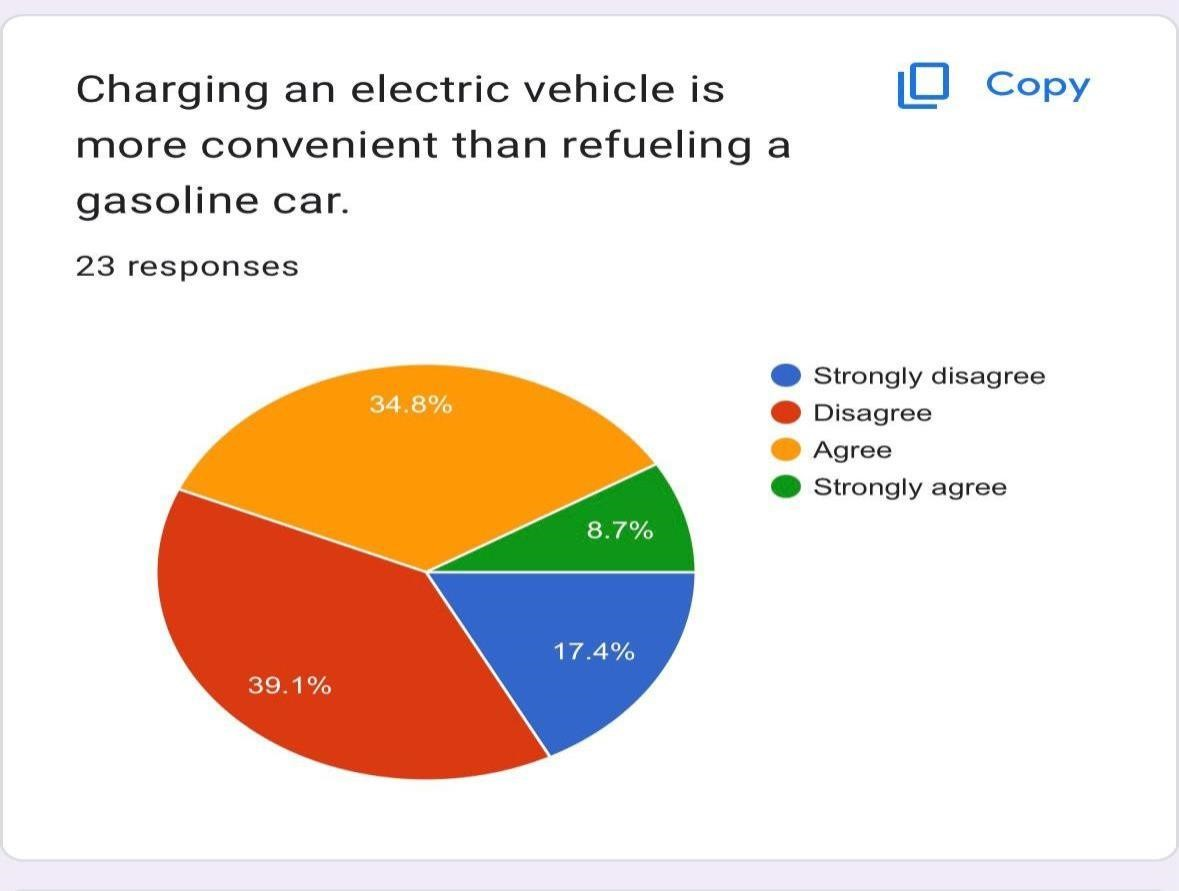 Charging an electric vehicle is
more convenient than refueling a
gasoline car.
Copy
23 responses
34.8%
8.7%
17.4%
39.1%
Strongly disagree
Disagree
Agree
Strongly agree